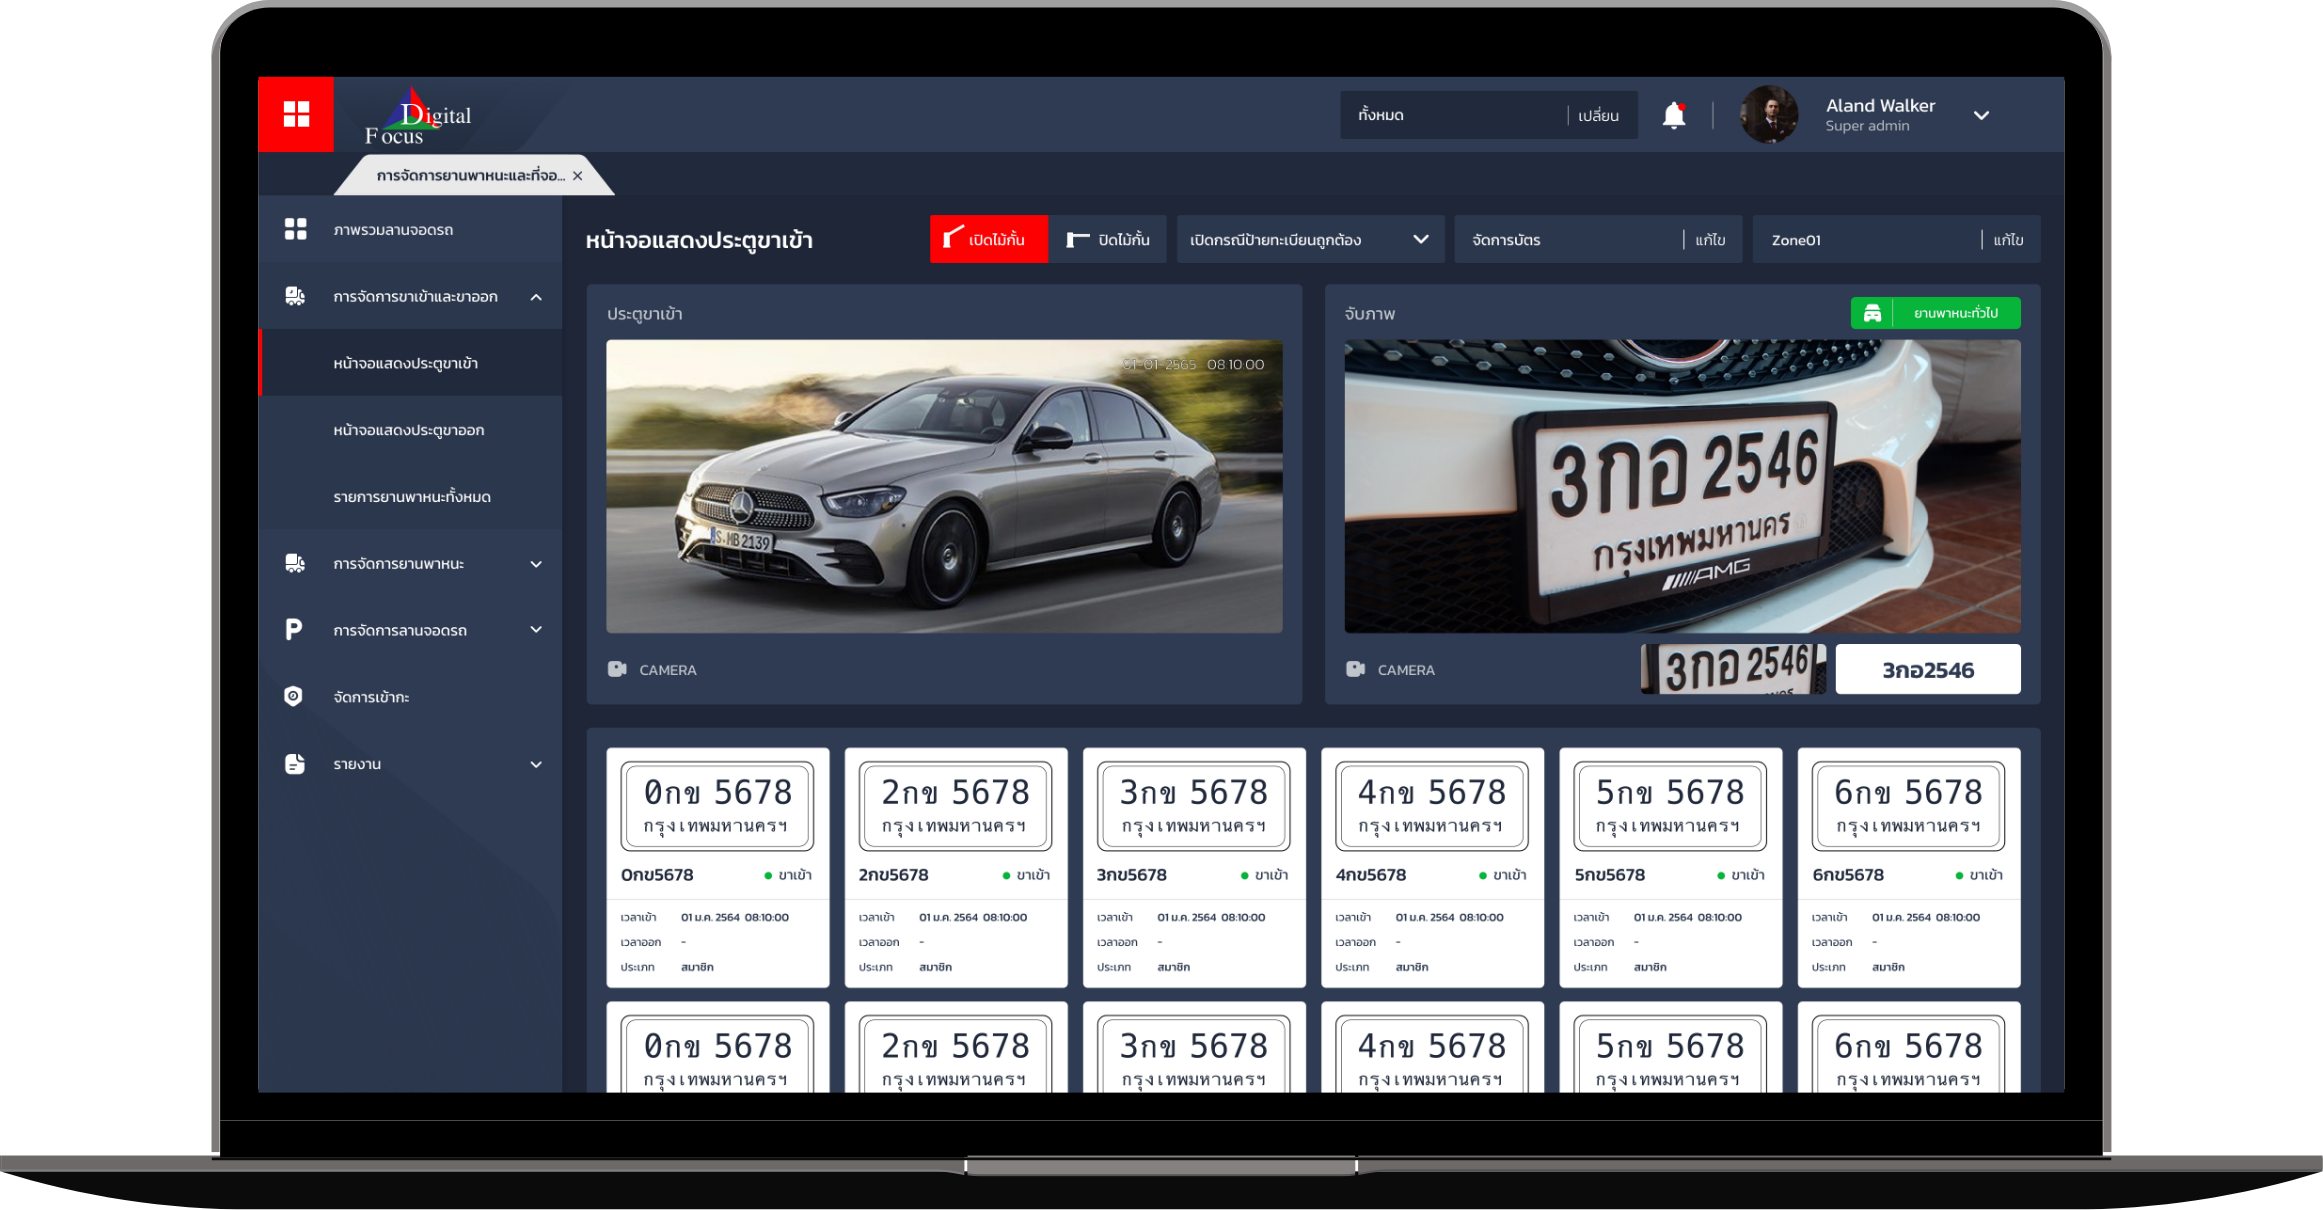 Digital
Focus
ทั้งหมด เปลี่ยน
Aland Walker
Super admin
การจัดการยานพาหนะและที่จอ...
ภาพรวมลานจอดรถ
การจัดการขาเข้าและขาออก
หน้าจอแสดงประตูขาเข้า
หน้าจอแสดงประตูขาออก
รายการยานพาหนะทั้งหมด
การจัดการยานพาหนะ
การจัดการลานจอดรถ
จัดการเข้ากะ
รายงาน
หน้าจอแสดงประตูขาเข้า
เปิดไม้กั้น
ปิดไม้กั้น
เปิดกรณีป้ายทะเบียนถูกต้อง
จัดการบัตร แก้ไข
Zone01 แก้ไข
ประตูขาเข้า
01-01-2565 08:10:00
S·MB 2139
CAMERA
จับภาพ
ยานพาหนะทั่วไป
3กอ 2546
กรุงเทพมหานคร
AMG
CAMERA
3กอ 2546
3กอ2546
0กข 5678
กรุงเทพมหานครฯ
0กข5678 ขาเข้า
เวลาเข้า 01 ม.ค. 2564 08:10:00
เวลาออก -
ประเภท สมาชิก
2กข 5678
กรุงเทพมหานครฯ
2กข5678 ขาเข้า
เวลาเข้า 01 ม.ค. 2564 08:10:00
เวลาออก -
ประเภท สมาชิก
3กข 5678
กรุงเทพมหานครฯ
3กข5678 ขาเข้า
เวลาเข้า 01 ม.ค. 2564 08:10:00
เวลาออก -
ประเภท สมาชิก
4กข 5678
กรุงเทพมหานครฯ
4กข5678 ขาเข้า
เวลาเข้า 01 ม.ค. 2564 08:10:00
เวลาออก -
ประเภท สมาชิก
5กข 5678
กรุงเทพมหานครฯ
5กข5678 ขาเข้า
เวลาเข้า 01 ม.ค. 2564 08:10:00
เวลาออก -
ประเภท สมาชิก
6กข 5678
กรุงเทพมหานครฯ
6กข5678 ขาเข้า
เวลาเข้า 01 ม.ค. 2564 08:10:00
เวลาออก -
ประเภท สมาชิก
0กข 5678
กรุงเทพมหานครฯ
2กข 5678
กรุงเทพมหานครฯ
3กข 5678
กรุงเทพมหานครฯ
4กข 5678
กรุงเทพมหานครฯ
5กข 5678
กรุงเทพมหานครฯ
6กข 5678
กรุงเทพมหานครฯ